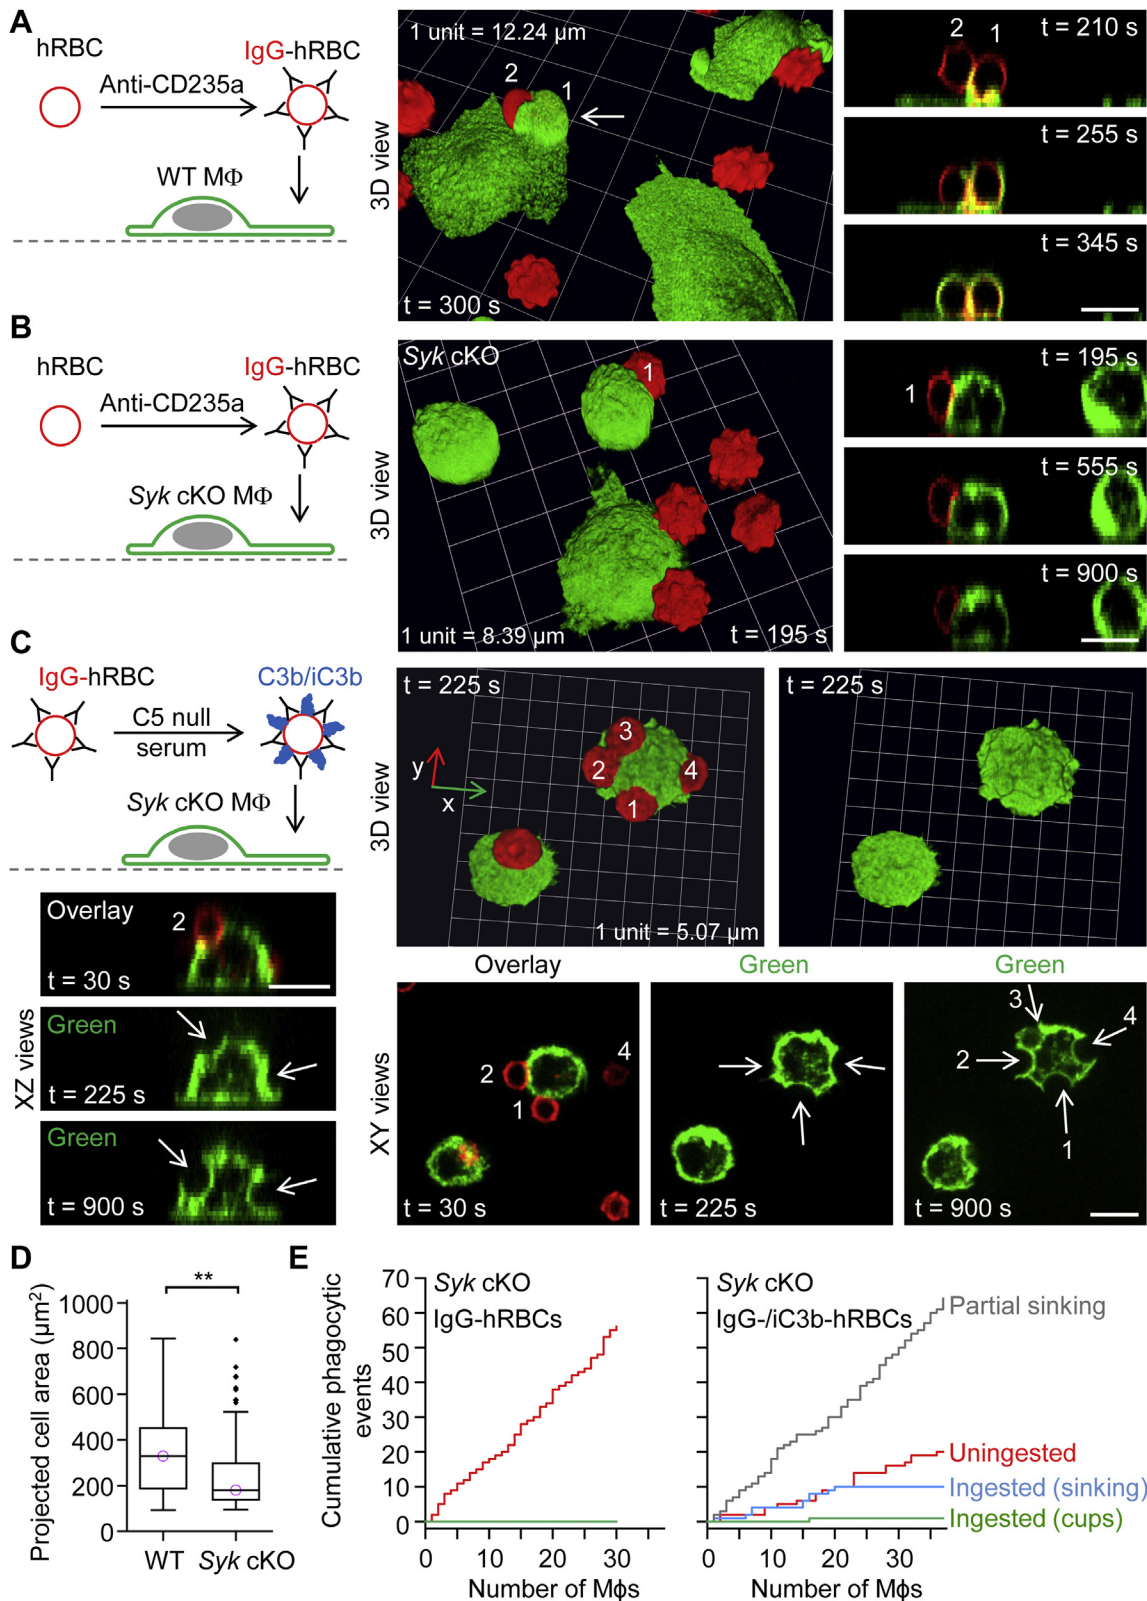 A
hRBC
IgG-hRBC
Anti-CD235a
WT MΦ
3D view
1 unit = 12.24 µm
2
1
t = 300 s
2 1
t = 210 s
t = 255 s
t = 345 s
B
hRBC
IgG-hRBC
Anti-CD235a
Syk cKO MΦ
3D view
Syk cKO
1
1 unit = 8.39 µm
t = 195 s
t = 195 s
1
t = 555 s
t = 900 s
C
IgG-hRBC
C3b/iC3b
C5 null
serum
Syk cKO MΦ
3D view
t = 225 s
3
2
4
1
y
x
1 unit = 5.07 µm
t = 225 s
XZ views
Overlay
2
t = 30 s
Green
t = 225 s
Green
t = 900 s
XY views
Overlay
2
4
1
t = 30 s
Green
t = 225 s
Green
3
4
2
1
t = 900 s
D
**
Projected cell area (µm²)
1000
800
600
400
200
0
WT
Syk cKO
E
Cumulative phagocytic
events
70
60
50
40
30
20
10
0
Syk cKO
IgG-hRBCs
0 10 20 30
Number of Mϕs
Syk cKO
IgG-/iC3b-hRBCs
Partial sinking
Uningested
Ingested (sinking)
Ingested (cups)
0 10 20 30
Number of Mϕs